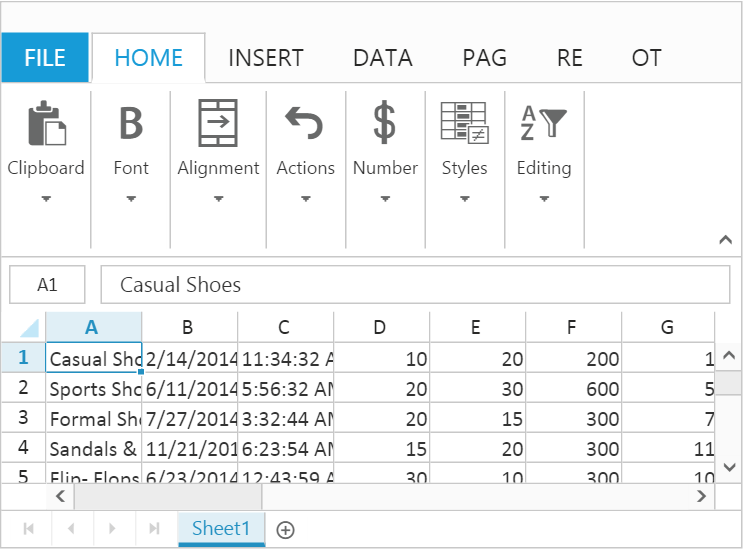 FILE HOME INSERT DATA PAG RE OT
B $ A Z
Clipboard Font Alignment Actions Number Styles Editing
A1 Casual Shoes
A B C D E F G
1 Casual Sho 2/14/2014 11:34:32 A 10 20 200 1
2 Sports Sho 6/11/2014 5:56:32 AM 20 30 600 5
3 Formal Sho 7/27/2014 3:32:44 AM 20 15 300 7
4 Sandals & 11/21/201 6:23:54 AM 15 20 300 11
5 Flip- Flops 6/23/2014 12:43:59 A 30 10 300 10
Sheet1